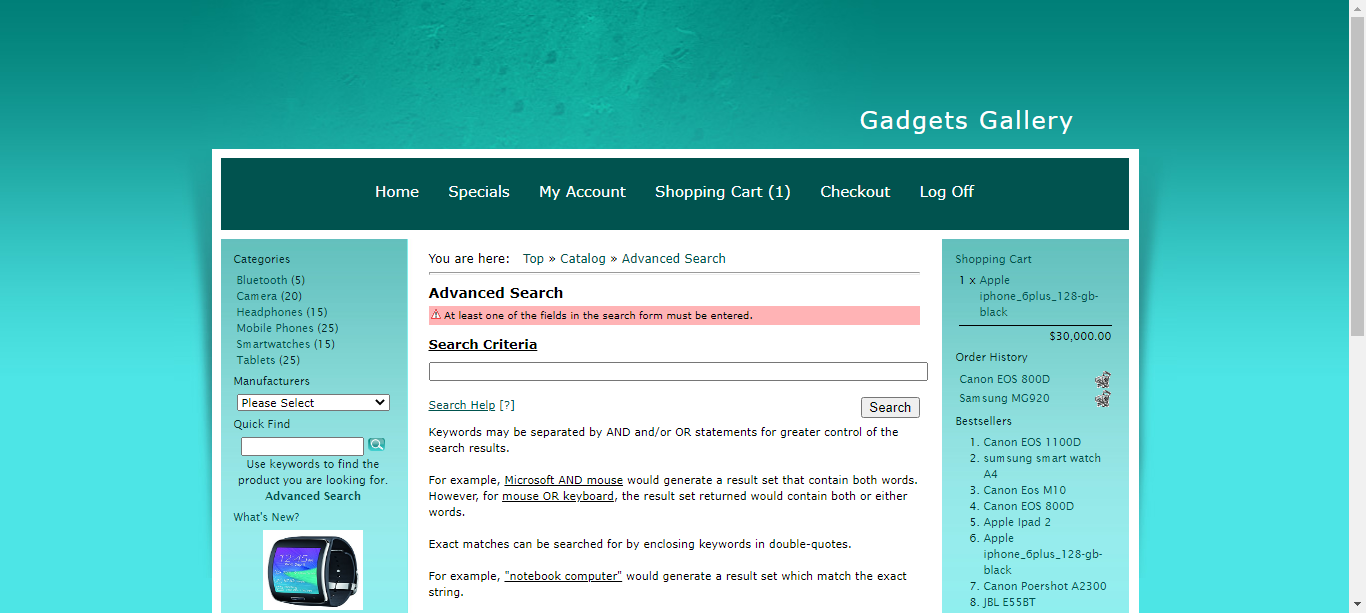 Gadgets Gallery
Home Specials My Account Shopping Cart (1) Checkout Log Off
Categories
Bluetooth (5)
Camera (20)
Headphones (15)
Mobile Phones (25)
Smartwatches (15)
Tablets (25)
Manufacturers
Please Select
Quick Find
Use keywords to find the
product you are looking for.
Advanced Search
What's New?
You are here: Top » Catalog » Advanced Search
Advanced Search
At least one of the fields in the search form must be entered.
Search Criteria
Search Help [?]
Search
Keywords may be separated by AND and/or OR statements for greater control of the
search results.
For example, Microsoft AND mouse would generate a result set that contain both words.
However, for mouse OR keyboard, the result set returned would contain both or either
words.
Exact matches can be searched for by enclosing keywords in double-quotes.
For example, "notebook computer" would generate a result set which match the exact
string.
Shopping Cart
1 x Apple
iphone_6plus_128-gb-
black
$30,000.00
Order History
Canon EOS 800D
Samsung MG920
Bestsellers
1. Canon EOS 1100D
2. sumsung smart watch
A4
3. Canon Eos M10
4. Canon EOS 800D
5. Apple Ipad 2
6. Apple
iphone_6plus_128-gb-
black
7. Canon Poershot A2300
8. JBL E55BT